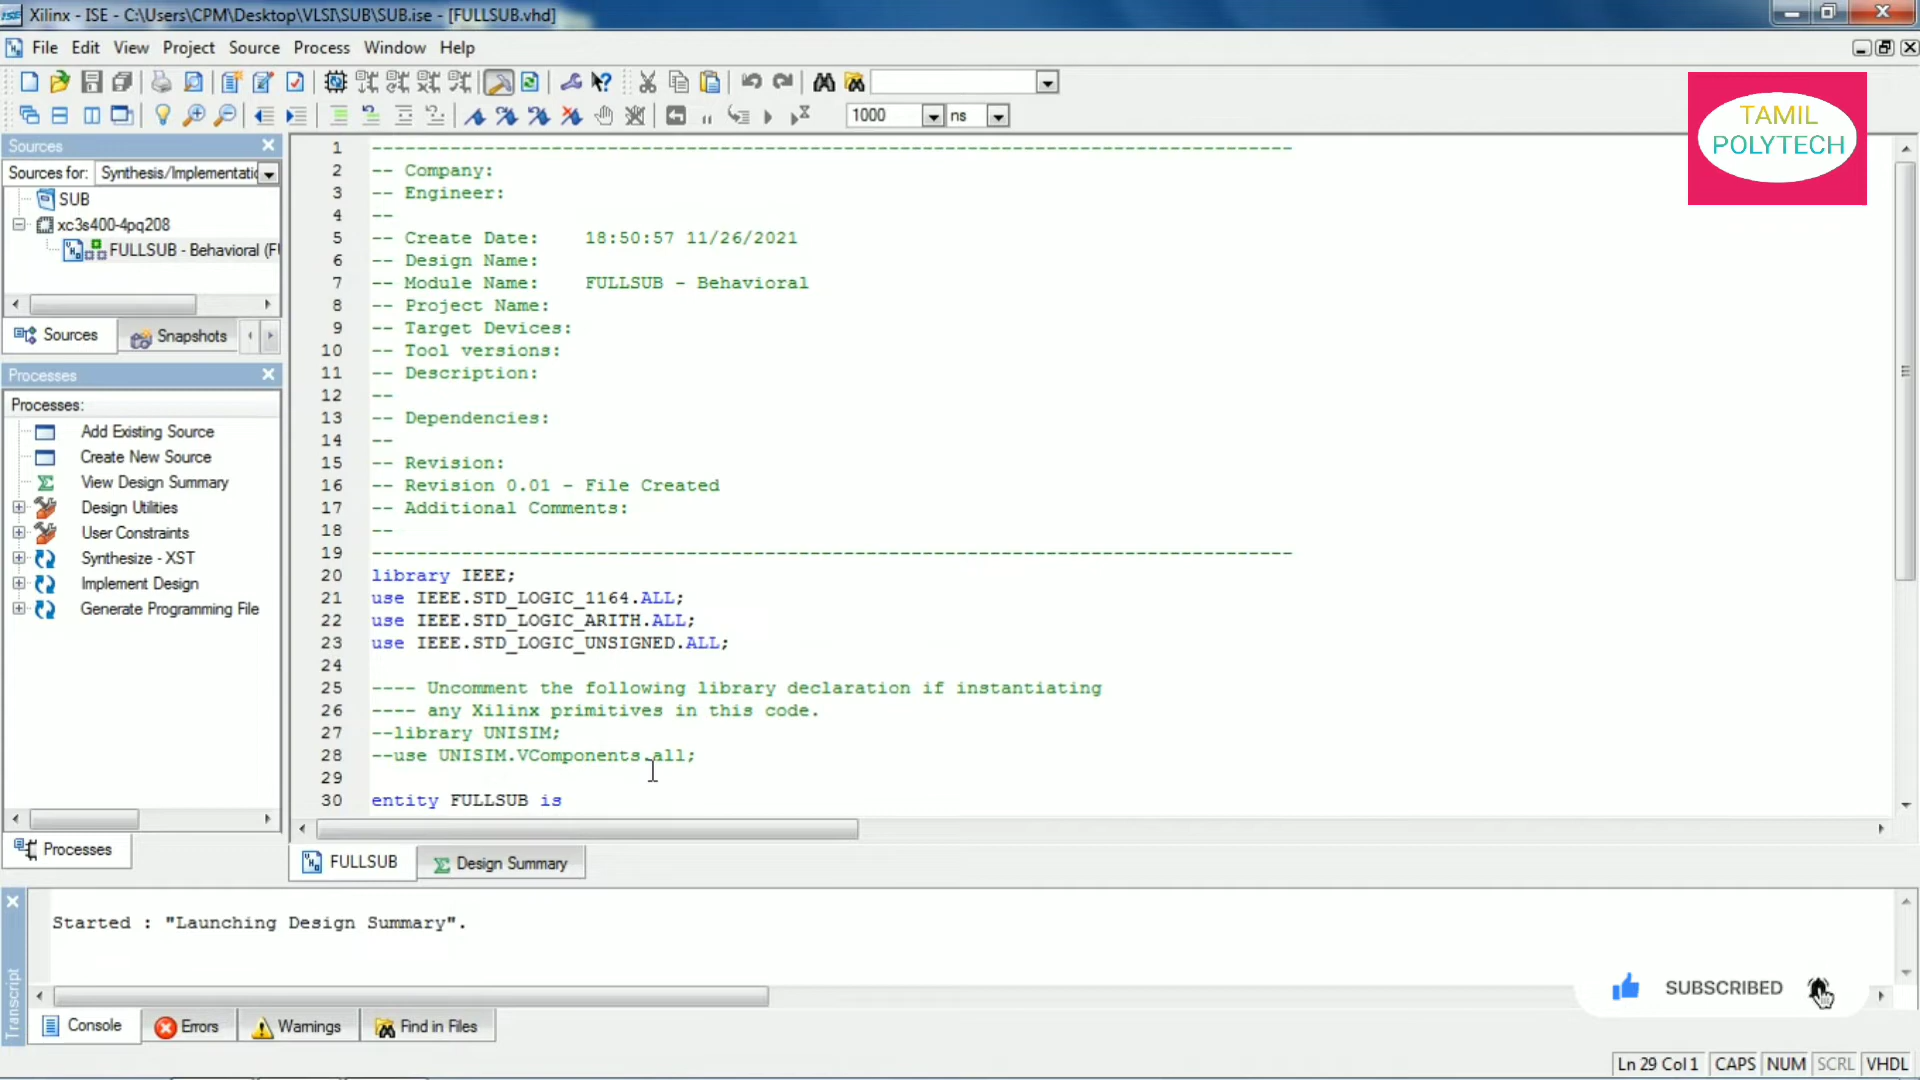 Xilinx - ISE - C:\Users\CPM\Desktop\VLSI\SUB\SUB.ise - [FULLSUB.vhd]
File Edit View Project Source Process Window Help
1000 ns
TAMIL
POLYTECH
Sources
Sources for: Synthesis/Implementatic
SUB
xc3s400-4pq208
FULLSUB - Behavioral (Fl
Sources Snapshots
Processes
Processes:
Add Existing Source
Create New Source
View Design Summary
Design Utilities
User Constraints
Synthesize - XST
Implement Design
Generate Programming File
Processes
1 ----------------------------------------------------------------------------------
2 -- Company:
3 -- Engineer:
4 --
5 -- Create Date:    18:50:57 11/26/2021
6 -- Design Name:
7 -- Module Name:    FULLSUB - Behavioral
8 -- Project Name:
9 -- Target Devices:
10 -- Tool versions:
11 -- Description:
12 --
13 -- Dependencies:
14 --
15 -- Revision:
16 -- Revision 0.01 - File Created
17 -- Additional Comments:
18 --
19 ----------------------------------------------------------------------------------
20 library IEEE;
21 use IEEE.STD_LOGIC_1164.ALL;
22 use IEEE.STD_LOGIC_ARITH.ALL;
23 use IEEE.STD_LOGIC_UNSIGNED.ALL;
24
25 ---- Uncomment the following library declaration if instantiating
26 ---- any Xilinx primitives in this code.
27 --library UNISIM;
28 --use UNISIM.VComponents.all;
29
30 entity FULLSUB is
FULLSUB Design Summary
Started : "Launching Design Summary".
Transcript
SUBSCRIBED
Console Errors Warnings Find in Files
Ln 29 Col 1 CAPS NUM SCRL VHDL